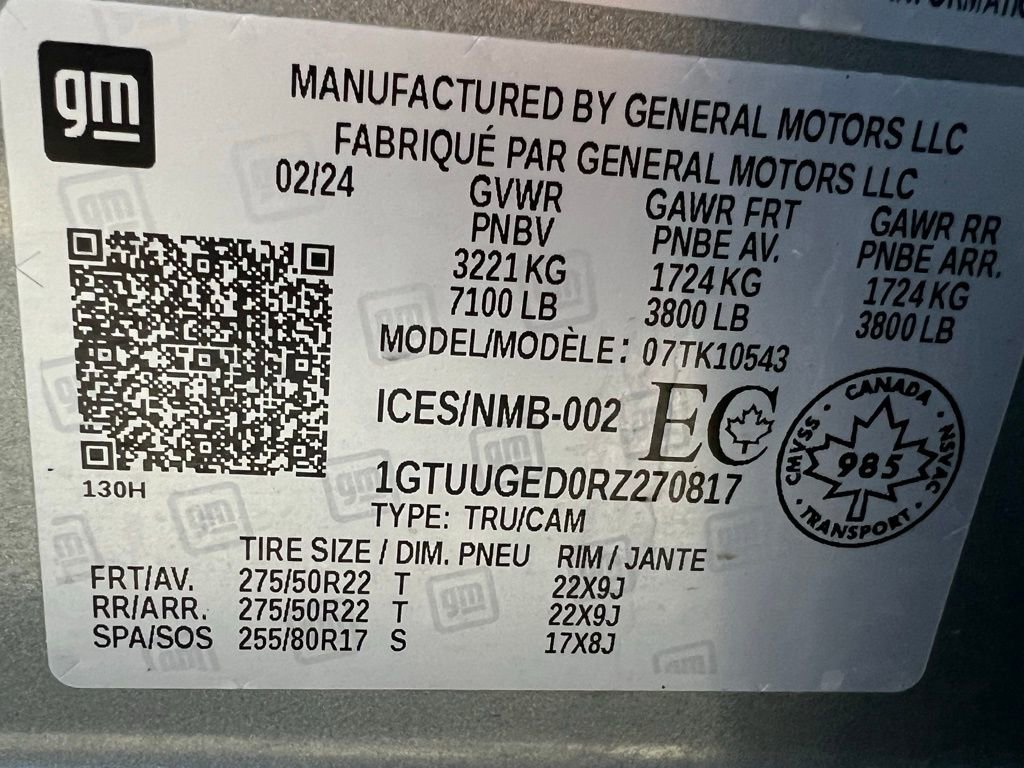 gm
MANUFACTURED BY GENERAL MOTORS LLC
FABRIQUÉ PAR GENERAL MOTORS LLC
02/24 GVWR GAWR FRT GAWR RR
PNBV PNBE AV. PNBE ARR.
3221 KG 1724 KG 1724 KG
7100 LB 3800 LB 3800 LB
MODEL/MODÈLE: 07TK10543
ICES/NMB-002 EC
CANADA
CMVSS · NSVAC
985
TRANSPORT
1GTUUGED0RZ270817
130H
TYPE: TRU/CAM
TIRE SIZE / DIM. PNEU RIM / JANTE
FRT/AV. 275/50R22 T 22X9J
RR/ARR. 275/50R22 T 22X9J
SPA/SOS 255/80R17 S 17X8J